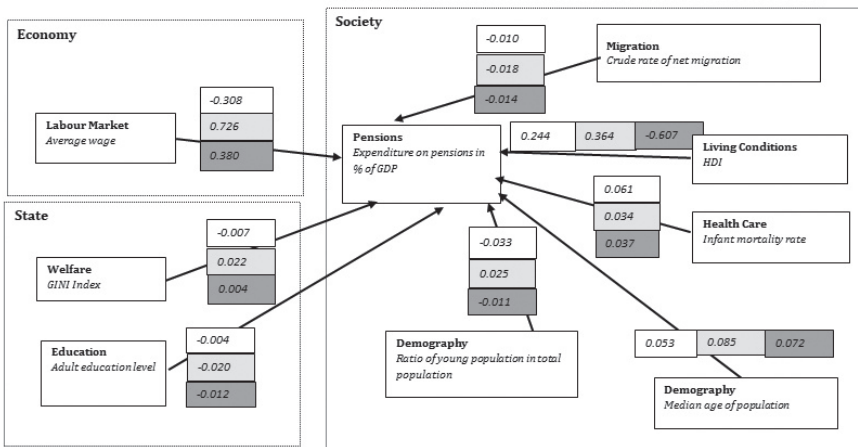 Economy
-0.308
Labour Market
Average wage
0.726
0.380
State
-0.007
Welfare
GINI Index
0.022
0.004
Education
Adult education level
-0.004
-0.020
-0.012
Society
-0.010
-0.018
-0.014
Migration
Crude rate of net migration
Pensions
Expenditure on pensions in
% of GDP
0.244 0.364 -0.607
Living Conditions
HDI
0.061
0.034
0.037
Health Care
Infant mortality rate
-0.033
0.025
-0.011
Demography
Ratio of young population in total
population
0.053 0.085 0.072
Demography
Median age of population